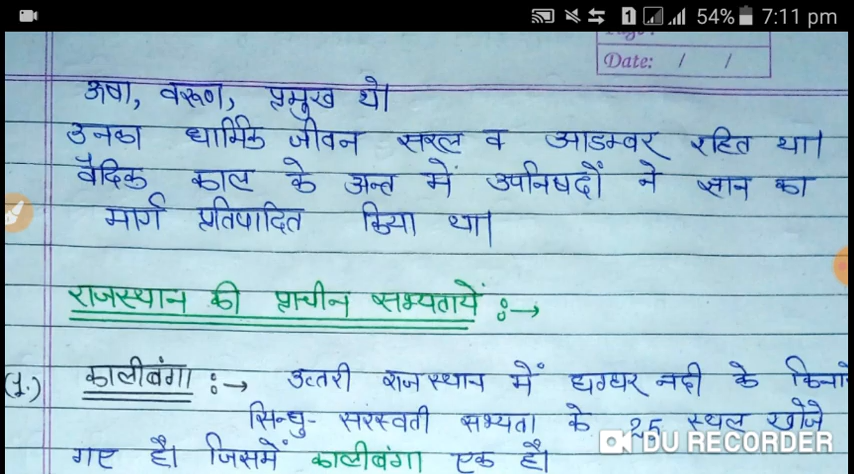 54% 7:11 pm
Date: / /
ऊषा, वरूण, प्रमुख थे।
उनका धार्मिक जीवन सरल व आडम्बर रहित था।
वैदिक काल के अन्त में उपनिषदों ने ज्ञान का
मार्ग प्रतिपादित किया था।
राजस्थान की प्राचीन सभ्यतायें :→
(1.) कालीबंगा :→ उत्तरी राजस्थान में घग्घर नदी के किनारे
सिन्धु- सरस्वती सभ्यता के 25 स्थल खोजे
गए है। जिसमें कालीबंगा एक है।
DU RECORDER